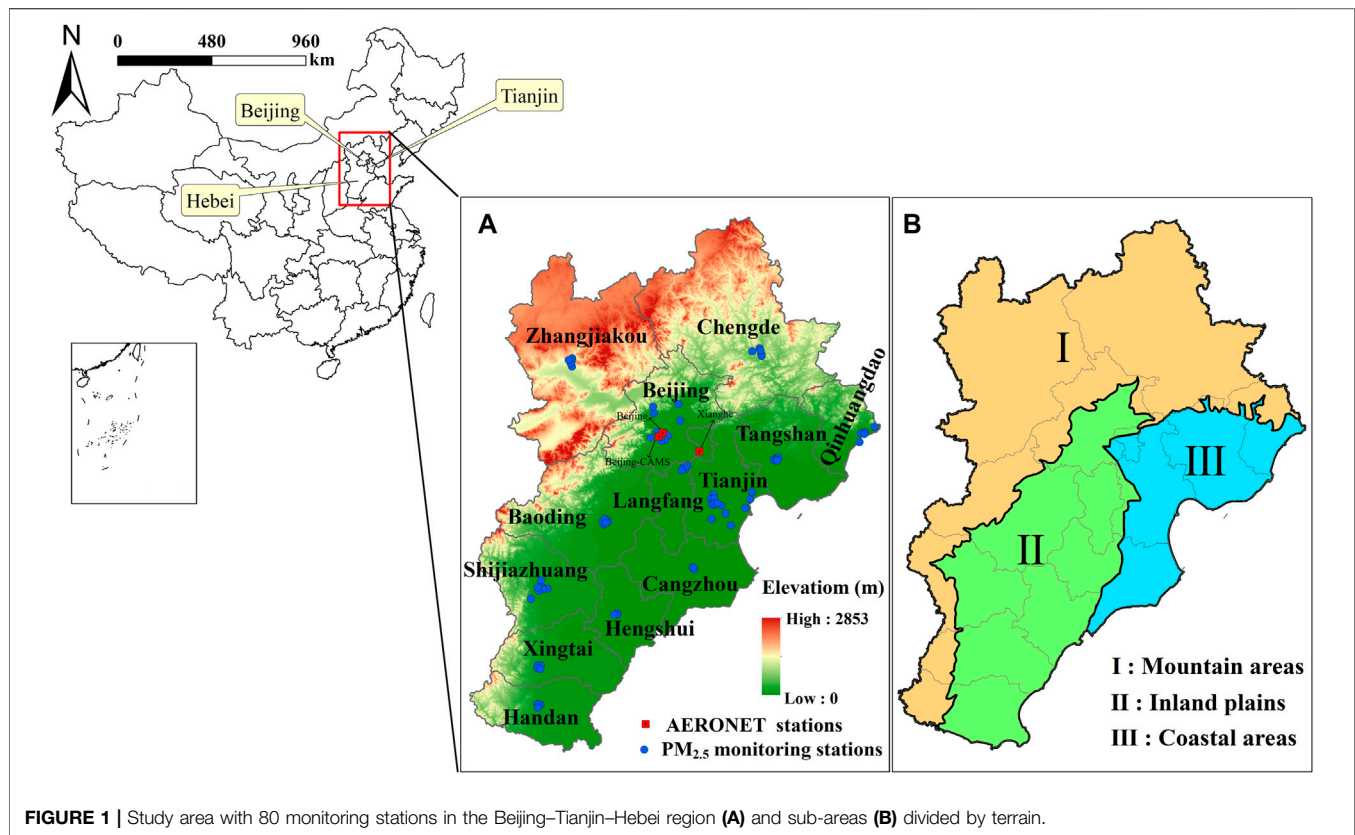 N
0 480 960
km
Beijing
Tianjin
Hebei
A
Zhangjiakou
Chengde
Beijing
Qinhuangdao
Beijing
Xianghe
Tangshan
Beijing-CAMS
Tianjin
Langfang
Baoding
Shijiazhuang
Cangzhou
Hengshui
Xingtai
Handan
Elevatiom (m)
High : 2853
Low : 0
AERONET stations
PM2.5 monitoring stations
B
I
II
III
I : Mountain areas
II : Inland plains
III : Coastal areas
FIGURE 1 | Study area with 80 monitoring stations in the Beijing–Tianjin–Hebei region (A) and sub-areas (B) divided by terrain.